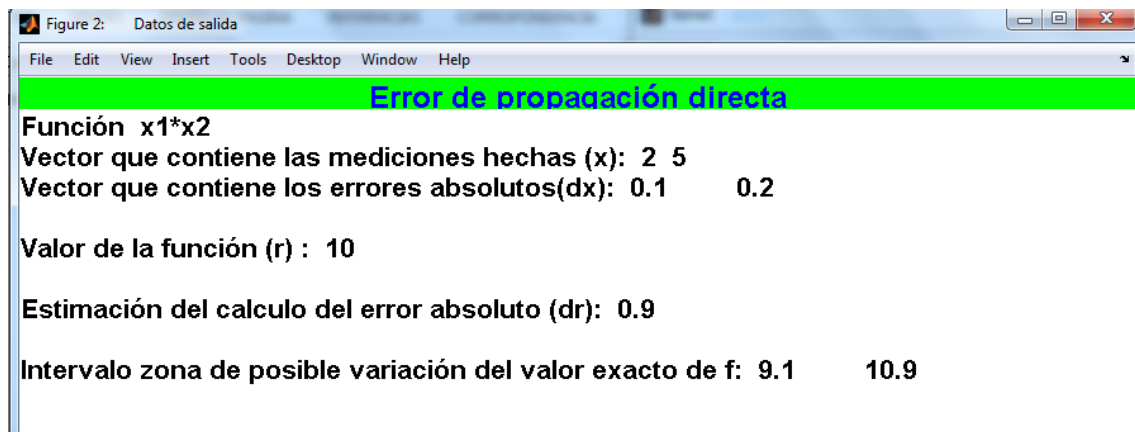 Figure 2: Datos de salida
File Edit View Insert Tools Desktop Window Help
Error de propagación directa
Función x1*x2
Vector que contiene las mediciones hechas (x): 2 5
Vector que contiene los errores absolutos(dx): 0.1 0.2
Valor de la función (r) : 10
Estimación del calculo del error absoluto (dr): 0.9
Intervalo zona de posible variación del valor exacto de f: 9.1 10.9